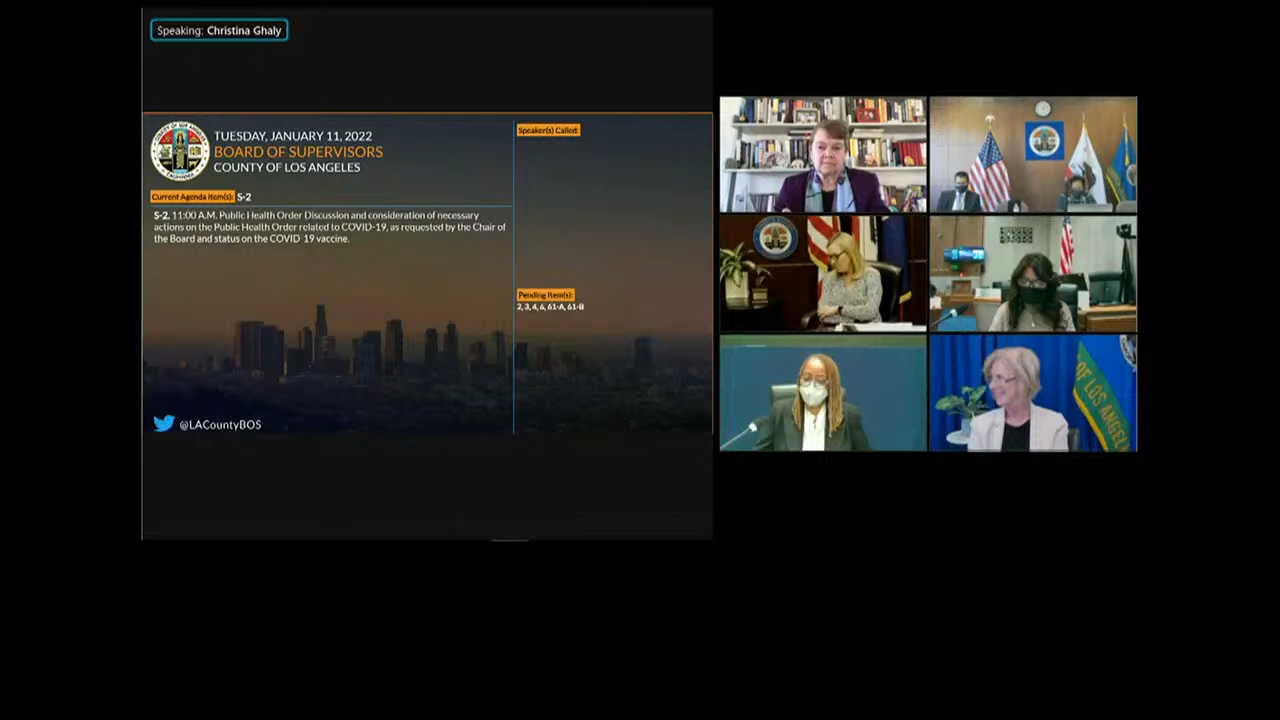 Speaking: Christina Ghaly
TUESDAY, JANUARY 11, 2022
BOARD OF SUPERVISORS
COUNTY OF LOS ANGELES
Current Agenda Item(s): S-2
S-2. 11:00 A.M. Public Health Order Discussion and consideration of necessary
actions on the Public Health Order related to COVID-19, as requested by the Chair of
the Board and status on the COVID-19 vaccine.
Speaker(s) Called:
Pending Item(s):
2, 3, 4, 6, 61-A, 61-B
@LACountyBOS
OF LOS ANGEL